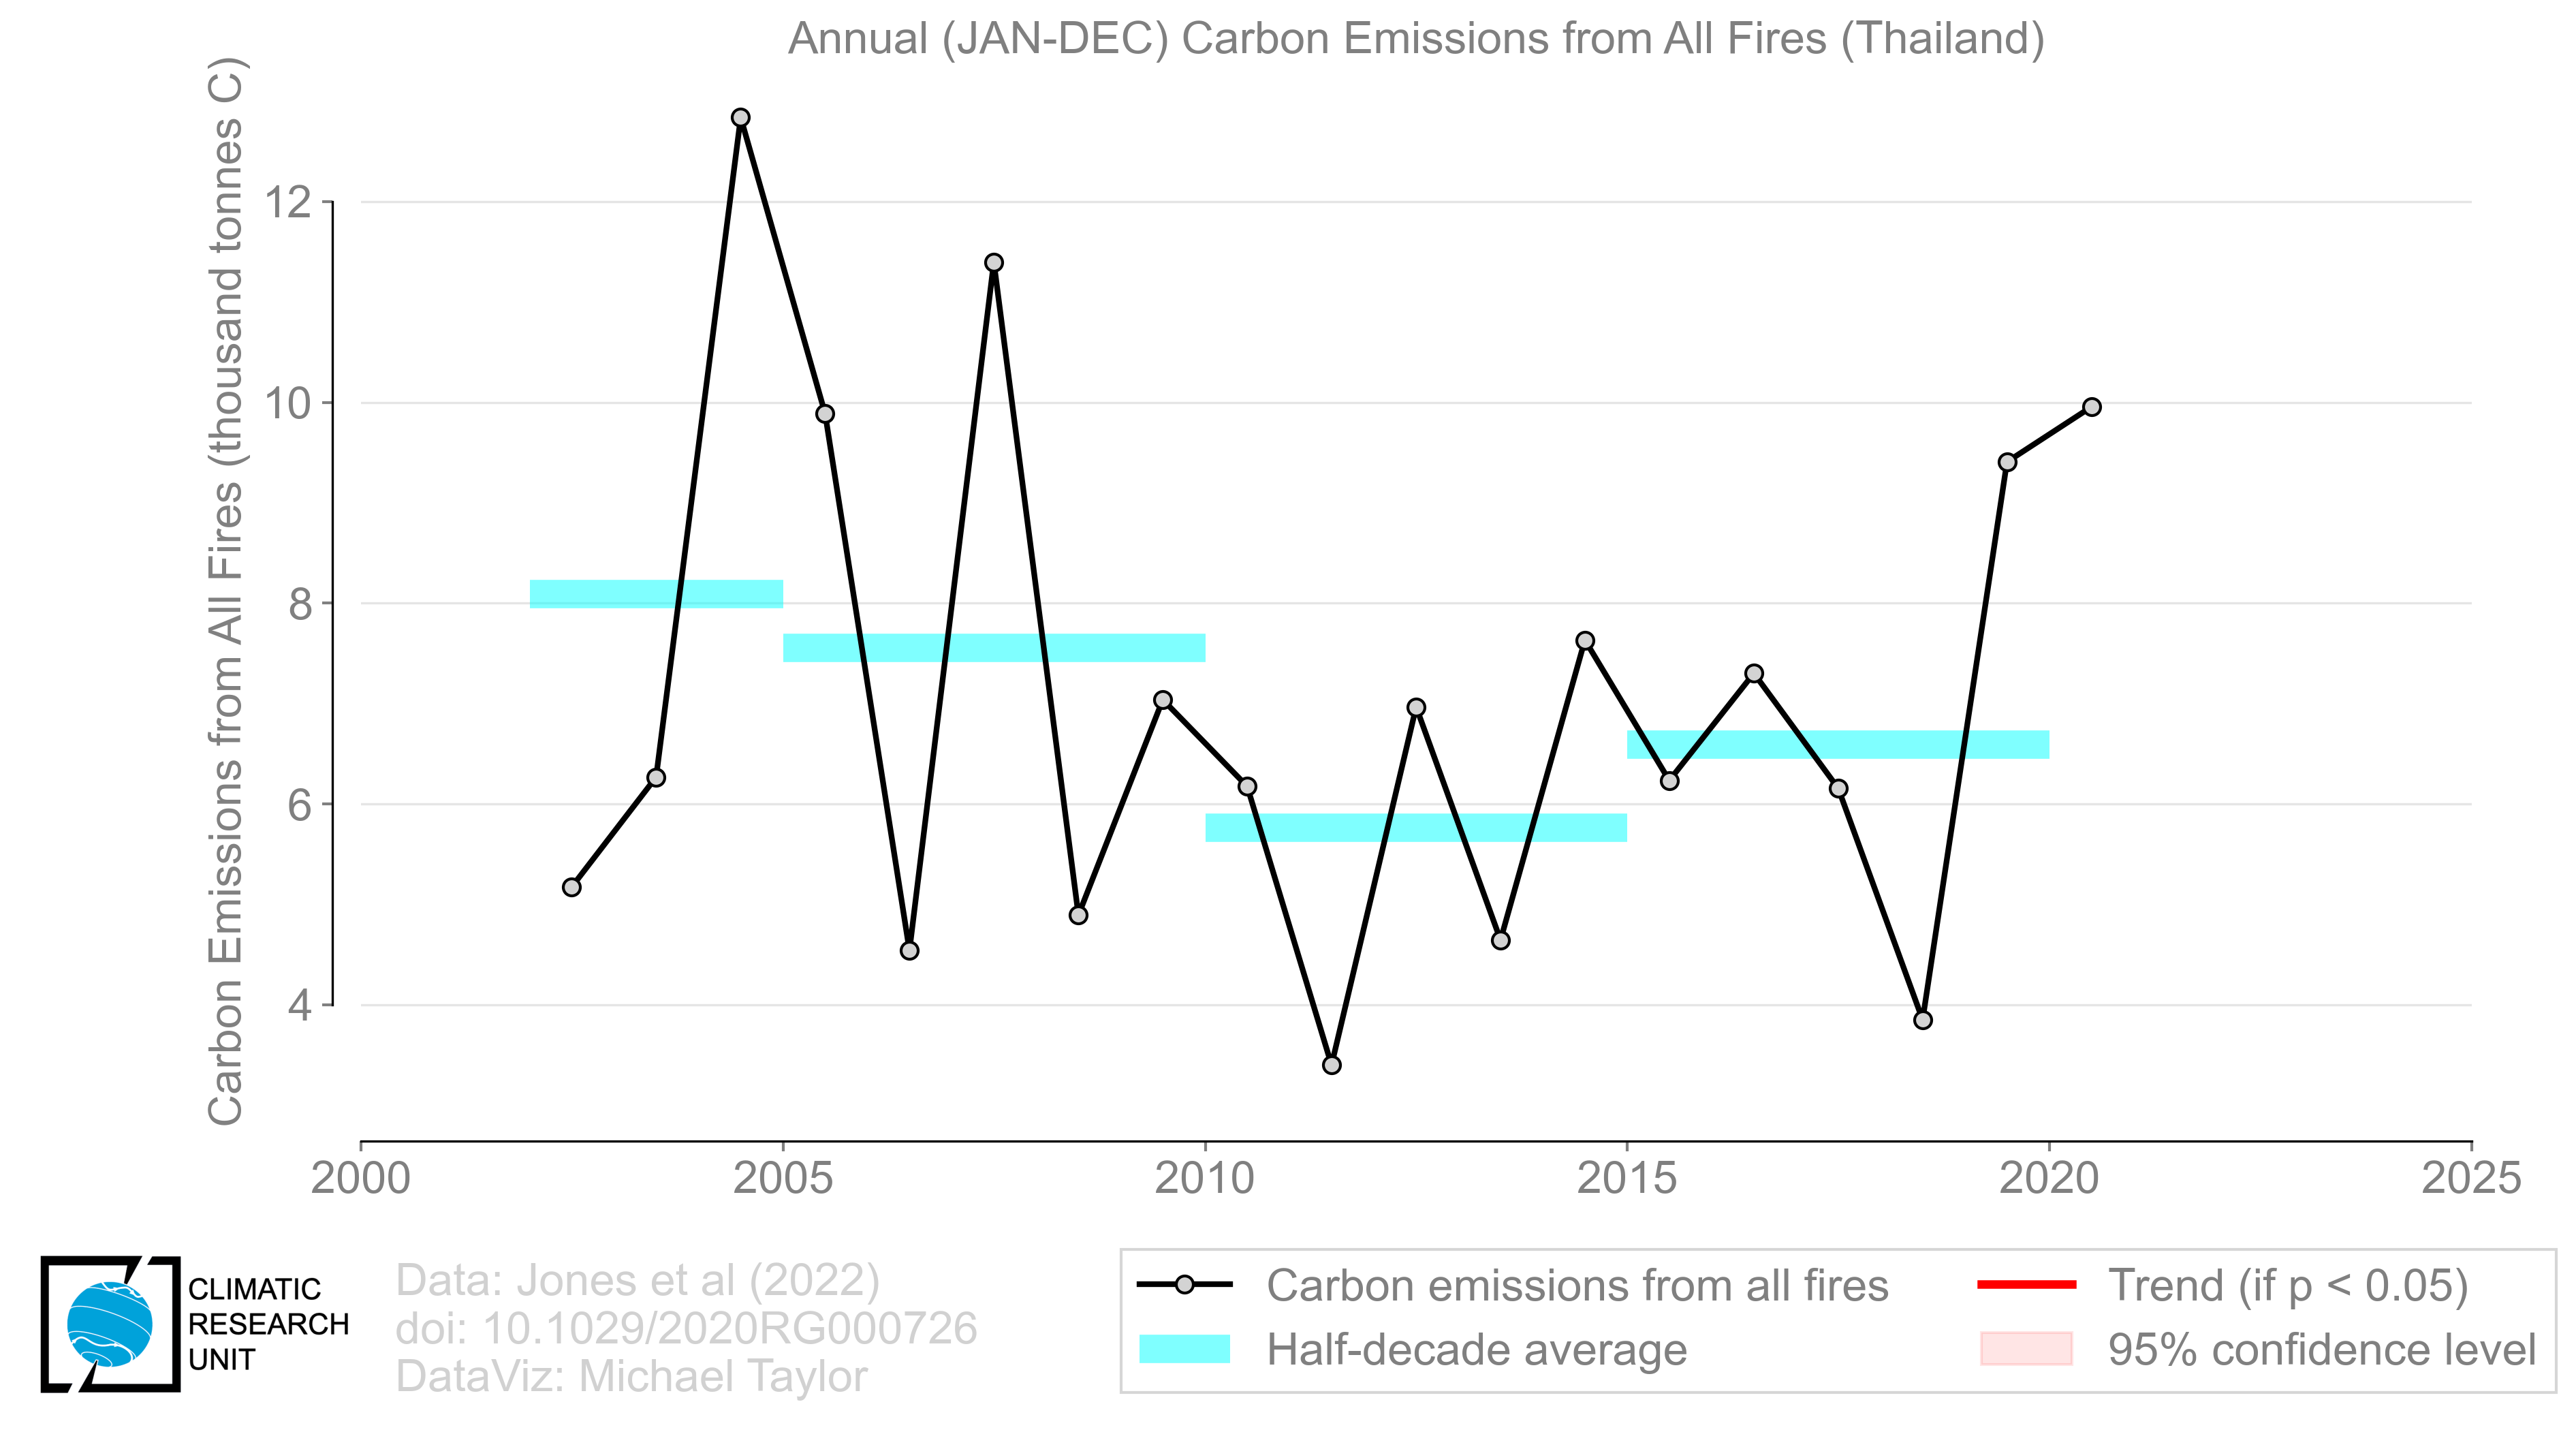 Annual (JAN-DEC) Carbon Emissions from All Fires (Thailand)
Carbon Emissions from All Fires (thousand tonnes C)
12
10
8
6
4
2000
2005
2010
2015
2020
2025
CLIMATIC
RESEARCH
UNIT
Data: Jones et al (2022)
doi: 10.1029/2020RG000726
DataViz: Michael Taylor
Carbon emissions from all fires
Half-decade average
Trend (if p < 0.05)
95% confidence level